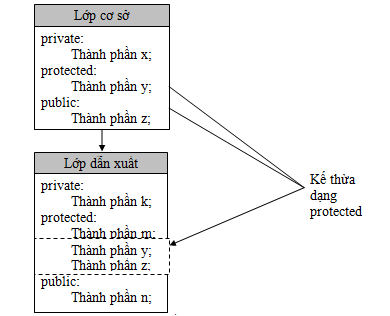 Lớp cơ sở
private:
Thành phần x;
protected:
Thành phần y;
public:
Thành phần z;
Lớp dẫn xuất
private:
Thành phần k;
protected:
Thành phần m;
Thành phần y;
Thành phần z;
public:
Thành phần n;
Kế thừa
dạng
protected